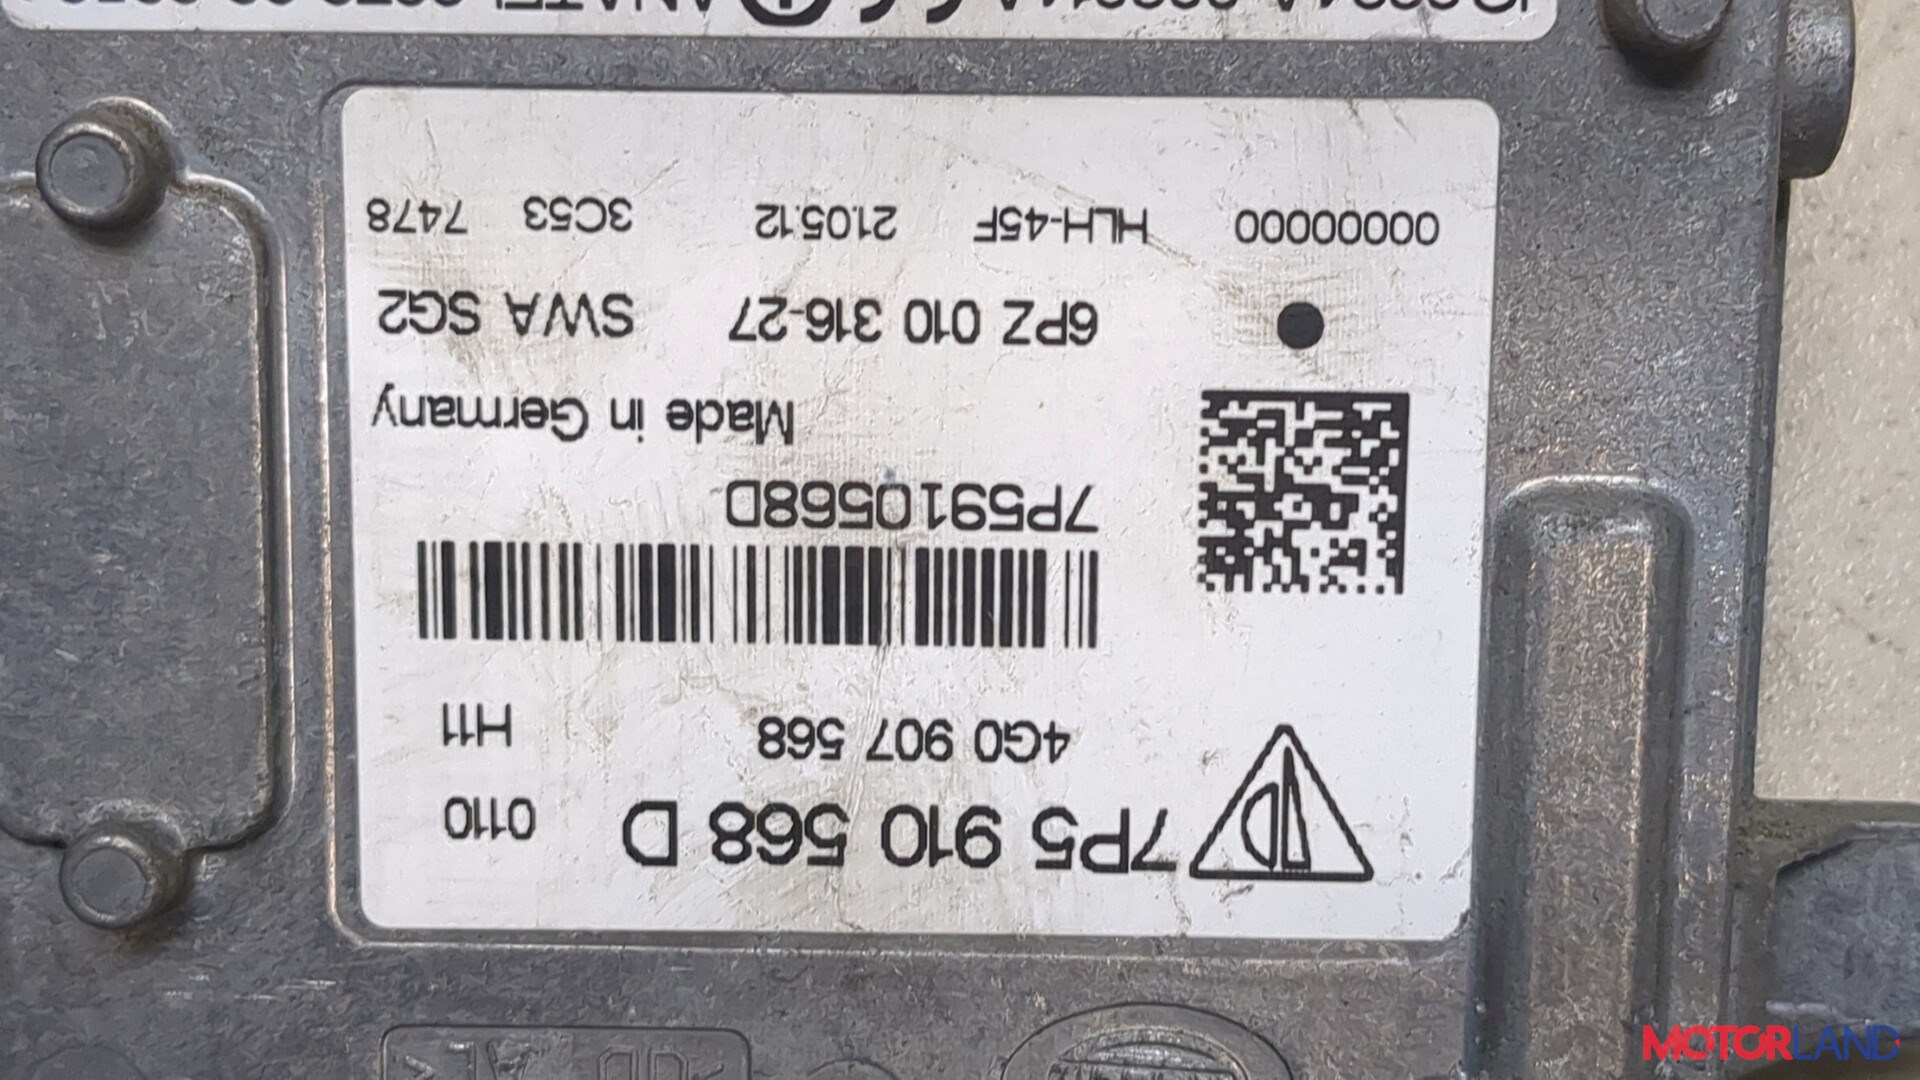 7P5 910 568 D 0110
4G0 907 568 H11
7P5910568D
Made in Germany
6PZ 010 316-27 SWA SG2
00000000 HLH-45F 21.05.12 3C53 7478
MOTORLAND